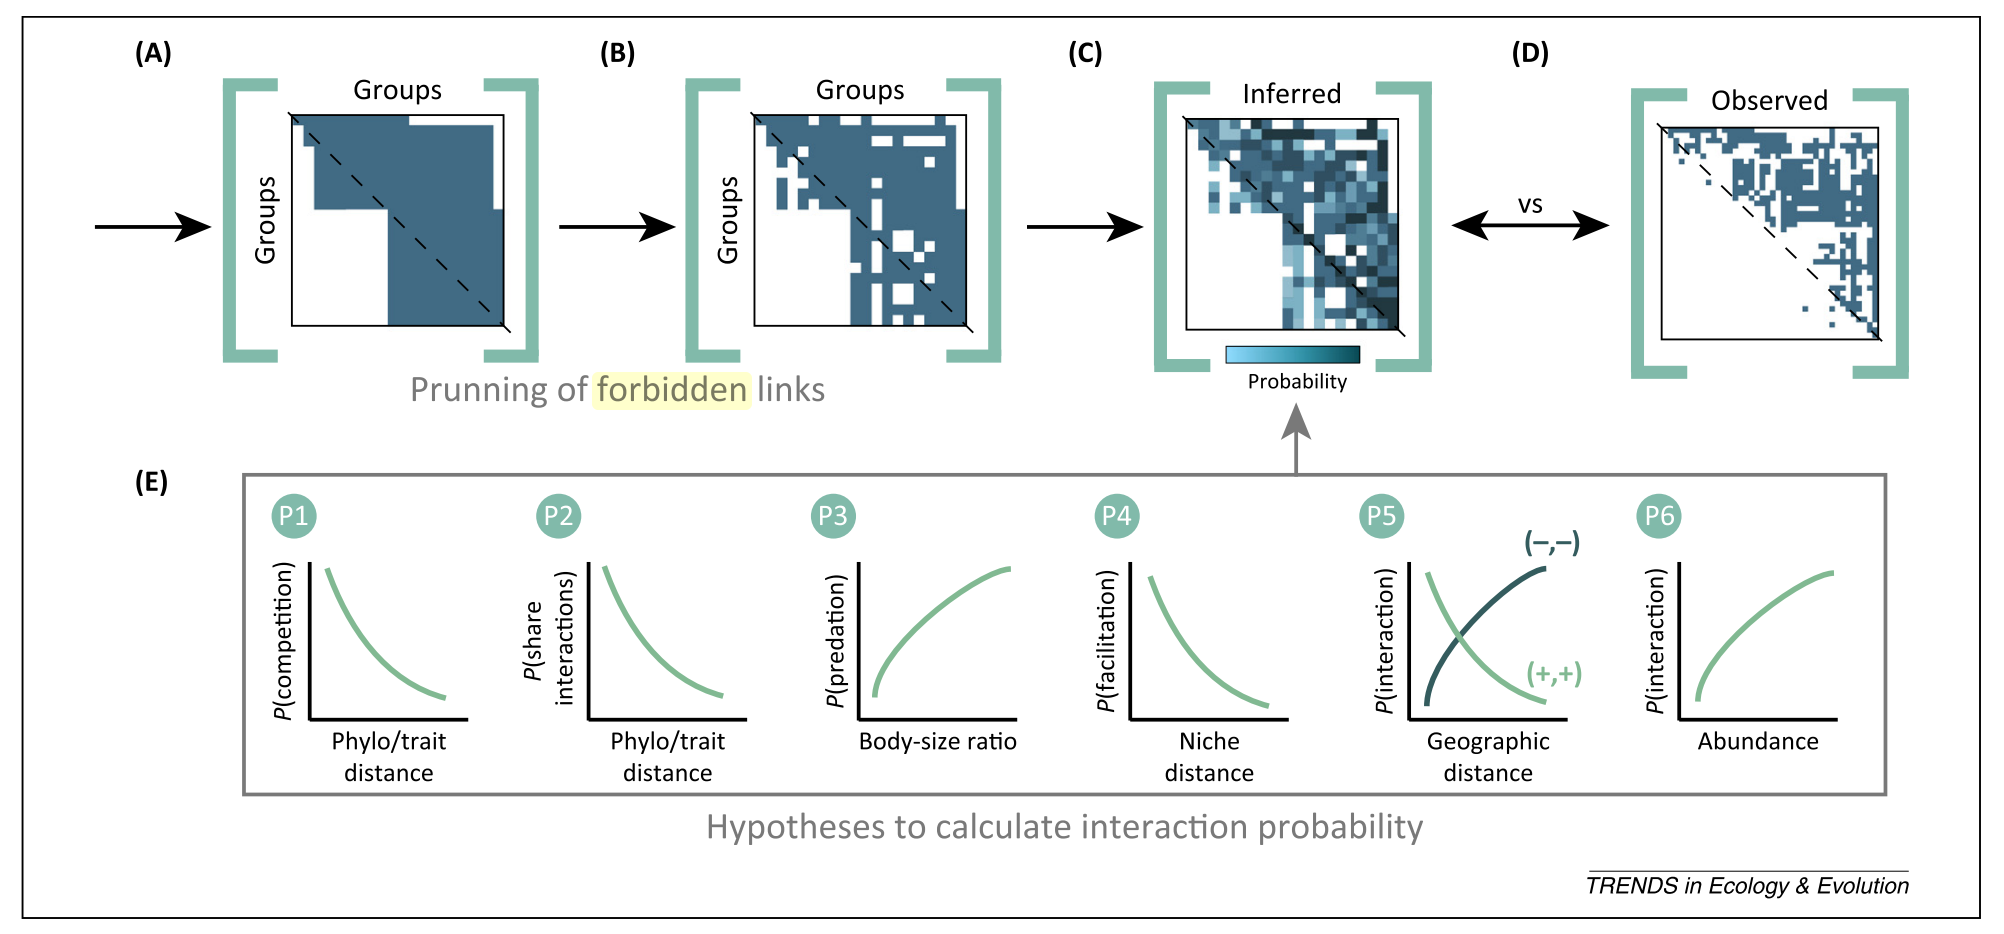 (A)
(B)
(C)
(D)
Groups
Groups
Inferred
Observed
Groups
Groups
vs
Probability
Prunning of forbidden links
(E)
P1
P2
P3
P4
P5
P6
(–,–)
(+,+)
P(competition)
P(share
interactions)
P(predation)
P(facilitation)
P(interaction)
P(interaction)
Phylo/trait
distance
Phylo/trait
distance
Body-size ratio
Niche
distance
Geographic
distance
Abundance
Hypotheses to calculate interaction probability
TRENDS in Ecology & Evolution